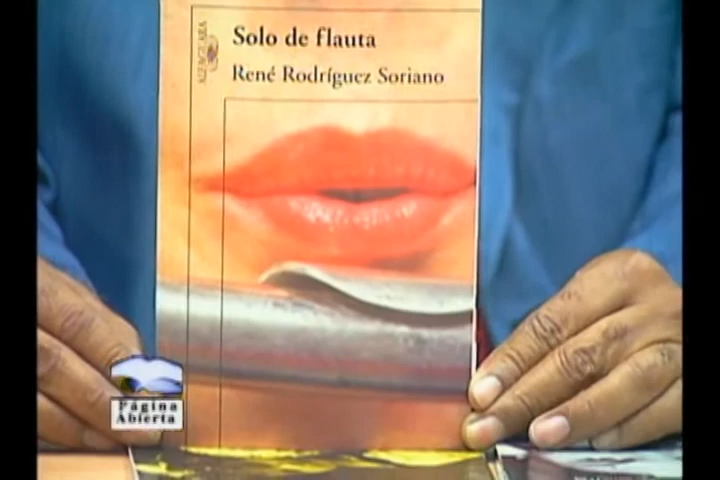 Solo de flauta
René Rodríguez Soriano
ALFAGUARA
Página
Abierta